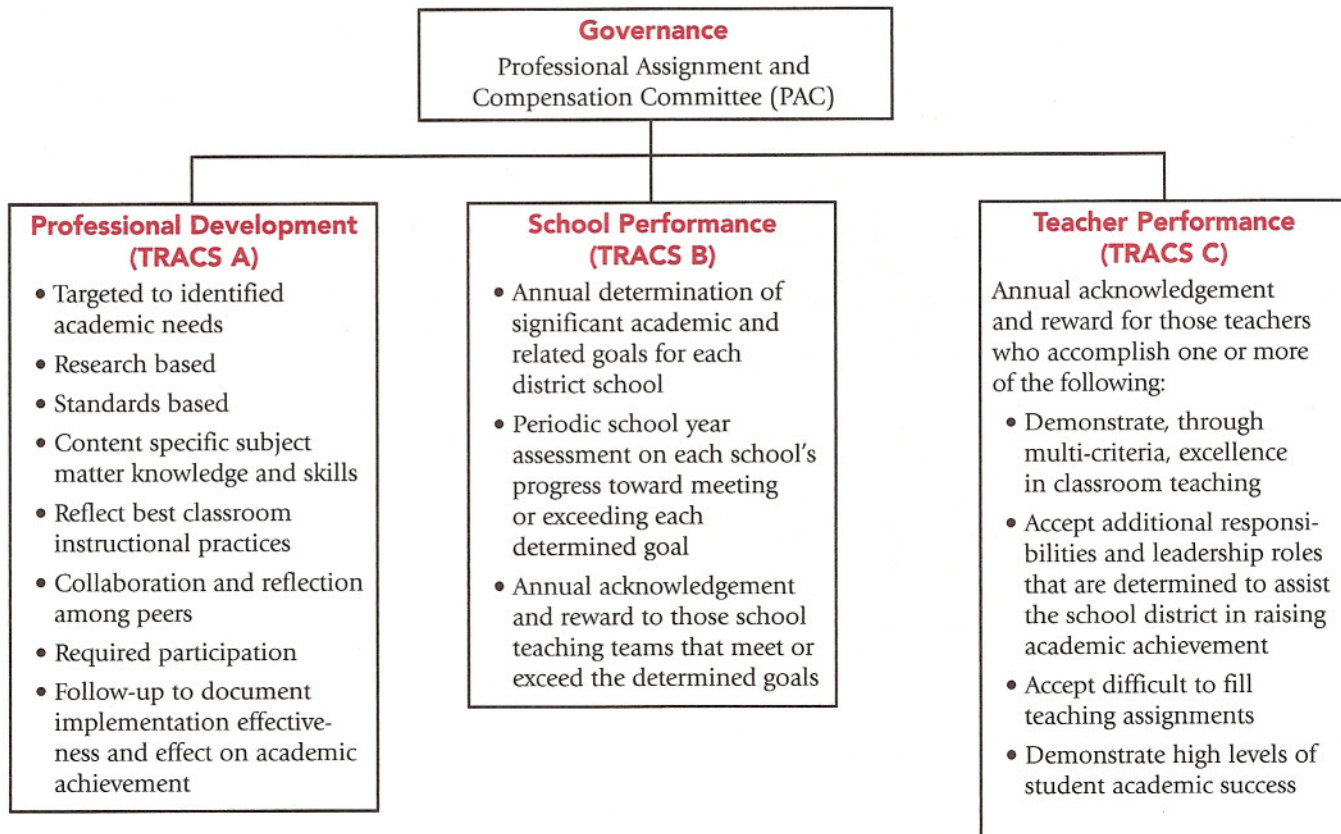 Governance
Professional Assignment and
Compensation Committee (PAC)
Professional Development
(TRACS A)
• Targeted to identified
academic needs
• Research based
• Standards based
• Content specific subject
matter knowledge and skills
• Reflect best classroom
instructional practices
• Collaboration and reflection
among peers
• Required participation
• Follow-up to document
implementation effective-
ness and effect on academic
achievement
School Performance
(TRACS B)
• Annual determination of
significant academic and
related goals for each
district school
• Periodic school year
assessment on each school's
progress toward meeting
or exceeding each
determined goal
• Annual acknowledgement
and reward to those school
teaching teams that meet or
exceed the determined goals
Teacher Performance
(TRACS C)
Annual acknowledgement
and reward for those teachers
who accomplish one or more
of the following:
• Demonstrate, through
multi-criteria, excellence
in classroom teaching
• Accept additional responsi-
bilities and leadership roles
that are determined to assist
the school district in raising
academic achievement
• Accept difficult to fill
teaching assignments
• Demonstrate high levels of
student academic success